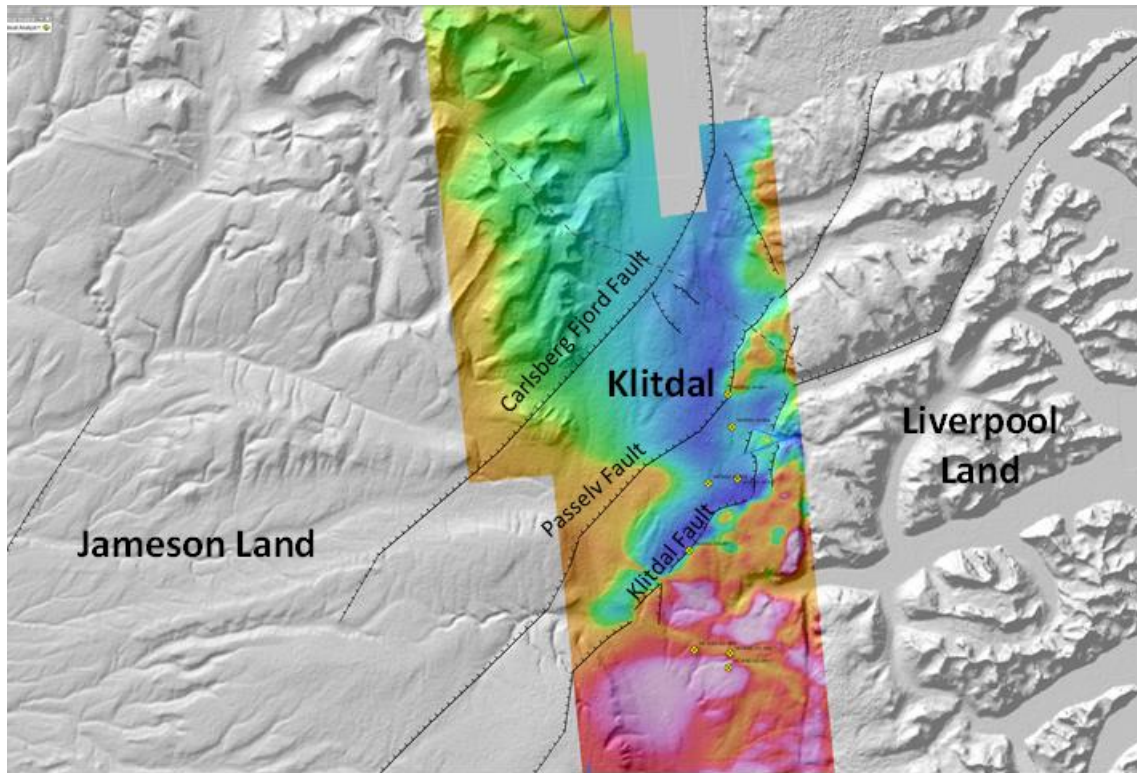 Carlsberg Fjord Fault
Klitdal
Liverpool
Land
Passelv Fault
Jameson Land
Klitdal Fault